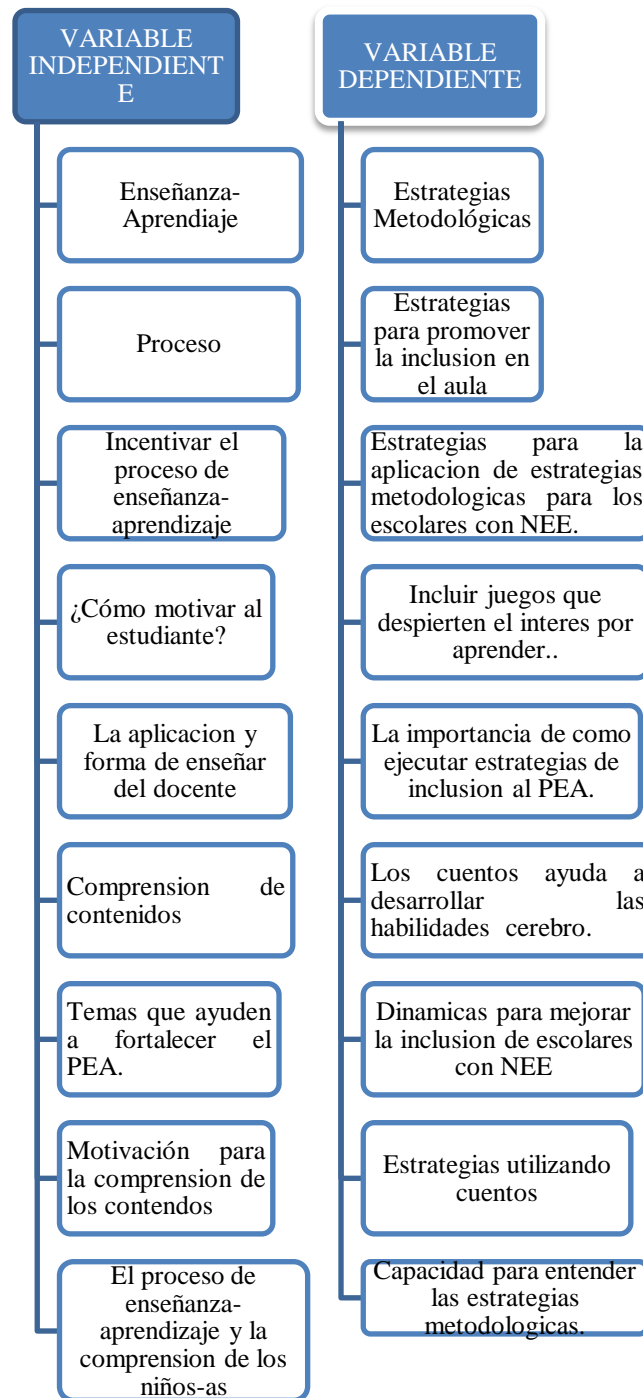 VARIABLE
INDEPENDIENT
E
Enseñanza-
Aprendiaje
Proceso
Incentivar el
proceso de
enseñanza-
aprendizaje
¿Cómo motivar al
estudiante?
La aplicacion y
forma de enseñar
del docente
Comprension de
contenidos
Temas que ayuden
a fortalecer el
PEA.
Motivación para
la comprension de
los contendos
El proceso de
enseñanza-
aprendizaje y la
comprension de los
niños-as
VARIABLE
DEPENDIENTE
Estrategias
Metodológicas
Estrategias
para promover
la inclusion en
el aula
Estrategias para la
aplicacion de estrategias
metodologicas para los
escolares con NEE.
Incluir juegos que
despierten el interes por
aprender..
La importancia de como
ejecutar estrategias de
inclusion al PEA.
Los cuentos ayuda a
desarrollar las
habilidades cerebro.
Dinamicas para mejorar
la inclusion de escolares
con NEE
Estrategias utilizando
cuentos
Capacidad para entender
las estrategias
metodologicas.